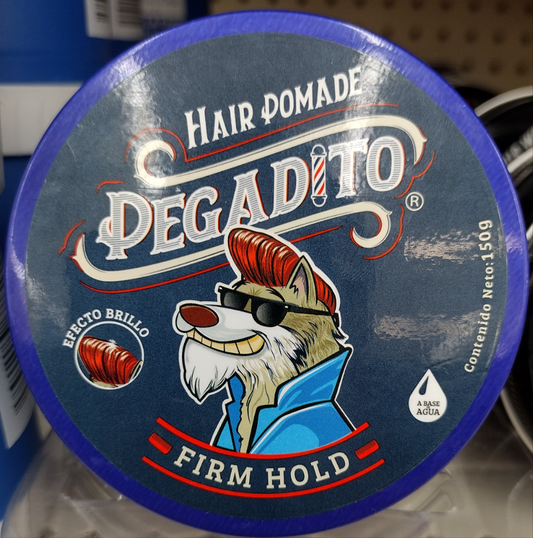 HAIR POMADE
PEGADITO
®
Contenido Neto:150g
EFECTO BRILLO
A BASE
AGUA
FIRM HOLD